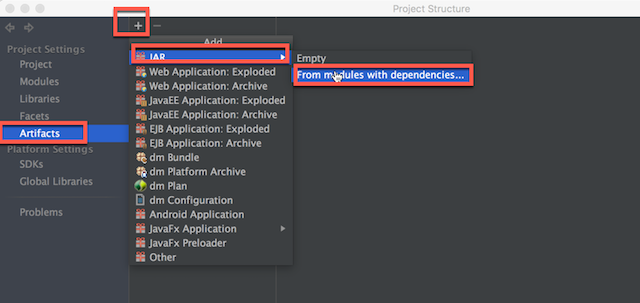 Project Structure
Project Settings
Project
Modules
Libraries
Facets
Artifacts
Platform Settings
SDKs
Global Libraries
Problems
+ −
Add
JAR
Web Application: Exploded
Web Application: Archive
JavaEE Application: Exploded
JavaEE Application: Archive
EJB Application: Exploded
EJB Application: Archive
dm Bundle
dm Platform Archive
dm Plan
dm Configuration
Android Application
JavaFx Application
JavaFx Preloader
Other
Empty
From modules with dependencies...